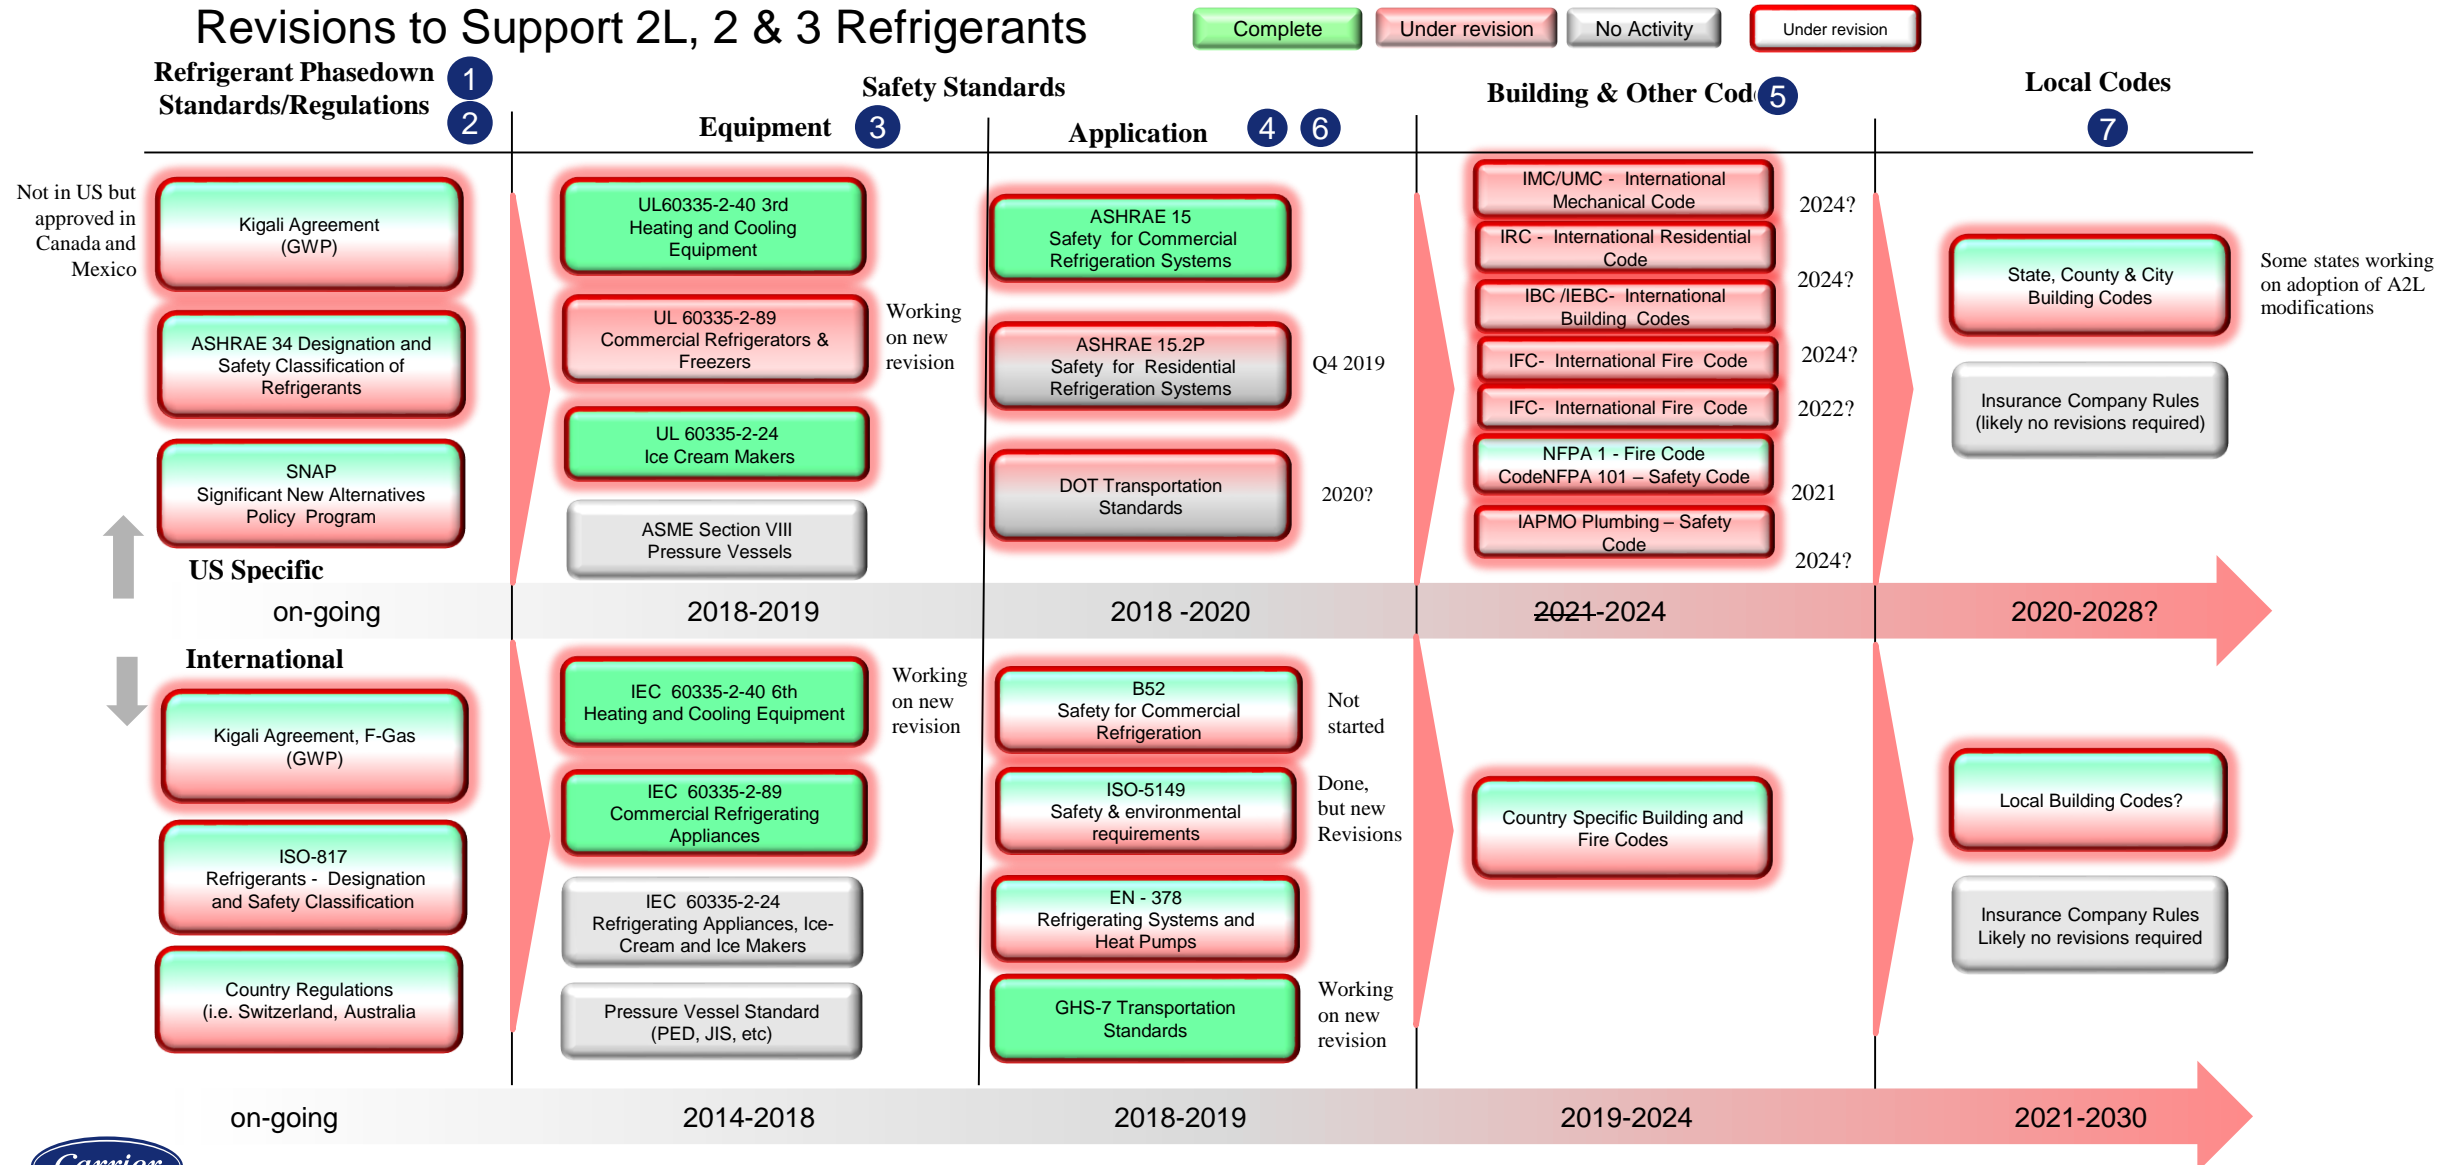 Revisions to Support 2L, 2 & 3 Refrigerants
Complete
Under revision
No Activity
Under revision
Refrigerant Phasedown
Standards/Regulations
1
2
Safety Standards
Equipment
3
Application
4
6
Building & Other Cod
5
Local Codes
7
Not in US but
approved in
Canada and
Mexico
Kigali Agreement
(GWP)
ASHRAE 34 Designation and
Safety Classification of
Refrigerants
SNAP
Significant New Alternatives
Policy Program
US Specific
UL60335-2-40 3rd
Heating and Cooling
Equipment
UL 60335-2-89
Commercial Refrigerators &
Freezers
Working
on new
revision
UL 60335-2-24
Ice Cream Makers
ASME Section VIII
Pressure Vessels
ASHRAE 15
Safety for Commercial
Refrigeration Systems
ASHRAE 15.2P
Safety for Residential
Refrigeration Systems
Q4 2019
DOT Transportation
Standards
2020?
IMC/UMC - International
Mechanical Code
2024?
IRC - International Residential
Code
2024?
IBC /IEBC- International
Building Codes
IFC- International Fire Code
2024?
IFC- International Fire Code
2022?
NFPA 1 - Fire Code
CodeNFPA 101 – Safety Code
2021
IAPMO Plumbing – Safety
Code
2024?
State, County & City
Building Codes
Some states working
on adoption of A2L
modifications
Insurance Company Rules
(likely no revisions required)
on-going
2018-2019
2018 -2020
2021-2024
2020-2028?
International
Kigali Agreement, F-Gas
(GWP)
ISO-817
Refrigerants - Designation
and Safety Classification
Country Regulations
(i.e. Switzerland, Australia
IEC 60335-2-40 6th
Heating and Cooling Equipment
Working
on new
revision
IEC 60335-2-89
Commercial Refrigerating
Appliances
IEC 60335-2-24
Refrigerating Appliances, Ice-
Cream and Ice Makers
Pressure Vessel Standard
(PED, JIS, etc)
B52
Safety for Commercial
Refrigeration
Not
started
ISO-5149
Safety & environmental
requirements
Done,
but new
Revisions
EN - 378
Refrigerating Systems and
Heat Pumps
GHS-7 Transportation
Standards
Working
on new
revision
Country Specific Building and
Fire Codes
Local Building Codes?
Insurance Company Rules
Likely no revisions required
on-going
2014-2018
2018-2019
2019-2024
2021-2030
Carrier